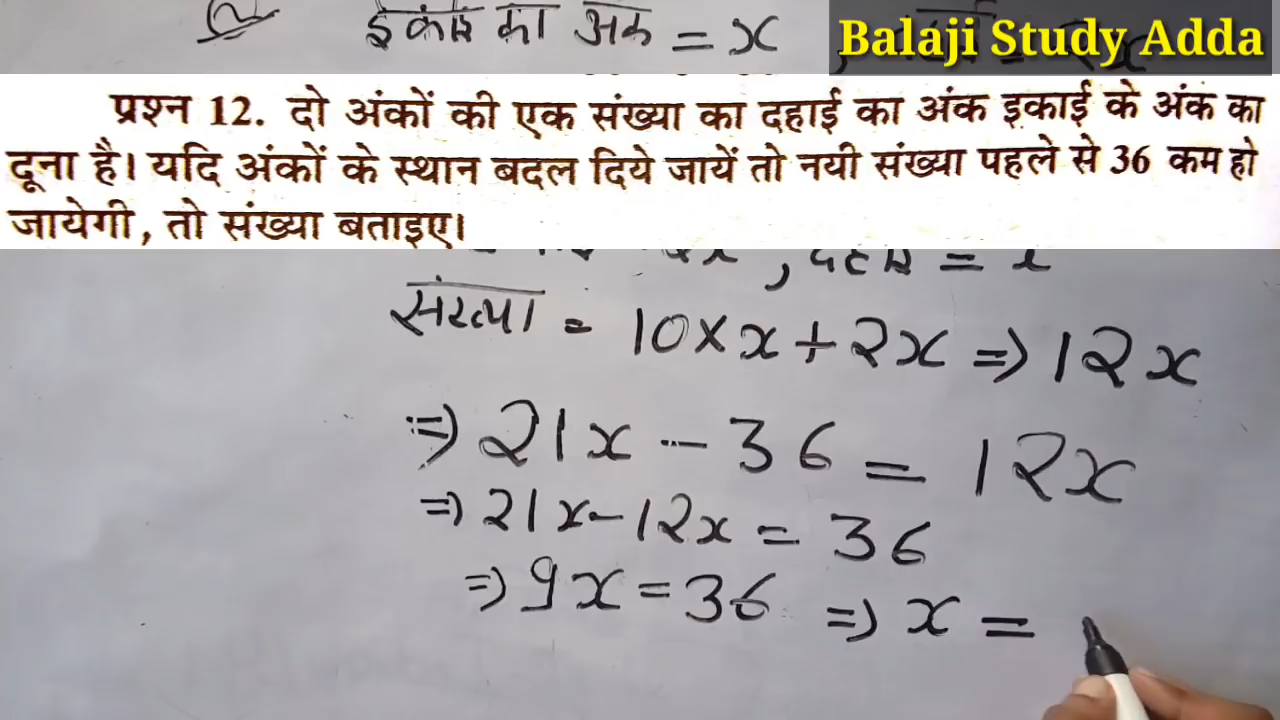 इकाई का अंक = x
Balaji Study Adda
प्रश्न 12. दो अंकों की एक संख्या का दहाई का अंक इकाई के अंक का
दूना है। यदि अंकों के स्थान बदल दिये जायें तो नयी संख्या पहले से 36 कम हो
जायेगी, तो संख्या बताइए।
संख्या = 10×x+2x ⇒ 12x
⇒ 21x - 36 = 12x
⇒ 21x-12x = 36
⇒ 9x = 36 ⇒ x =